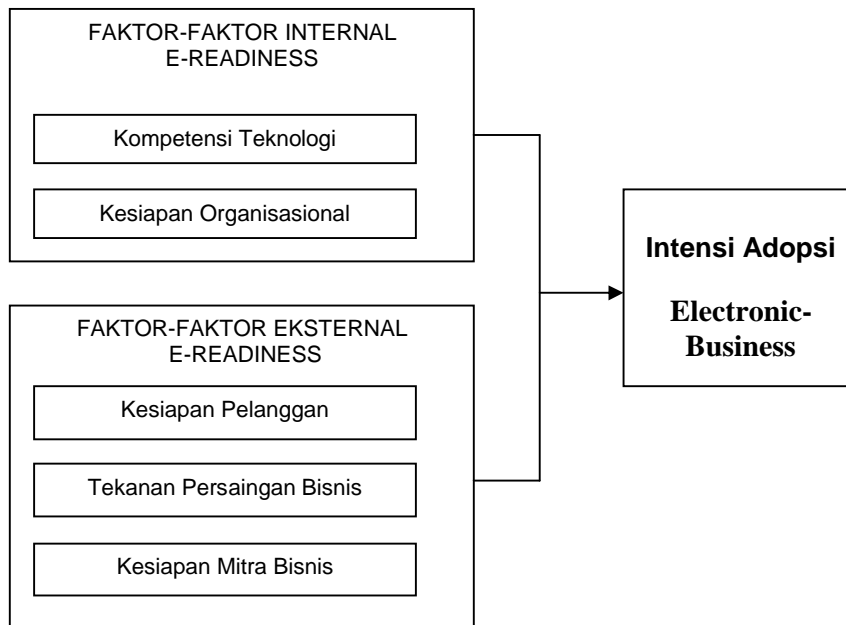 FAKTOR-FAKTOR INTERNAL
E-READINESS
Kompetensi Teknologi
Kesiapan Organisasional
FAKTOR-FAKTOR EKSTERNAL
E-READINESS
Kesiapan Pelanggan
Tekanan Persaingan Bisnis
Kesiapan Mitra Bisnis
Intensi Adopsi
Electronic-
Business